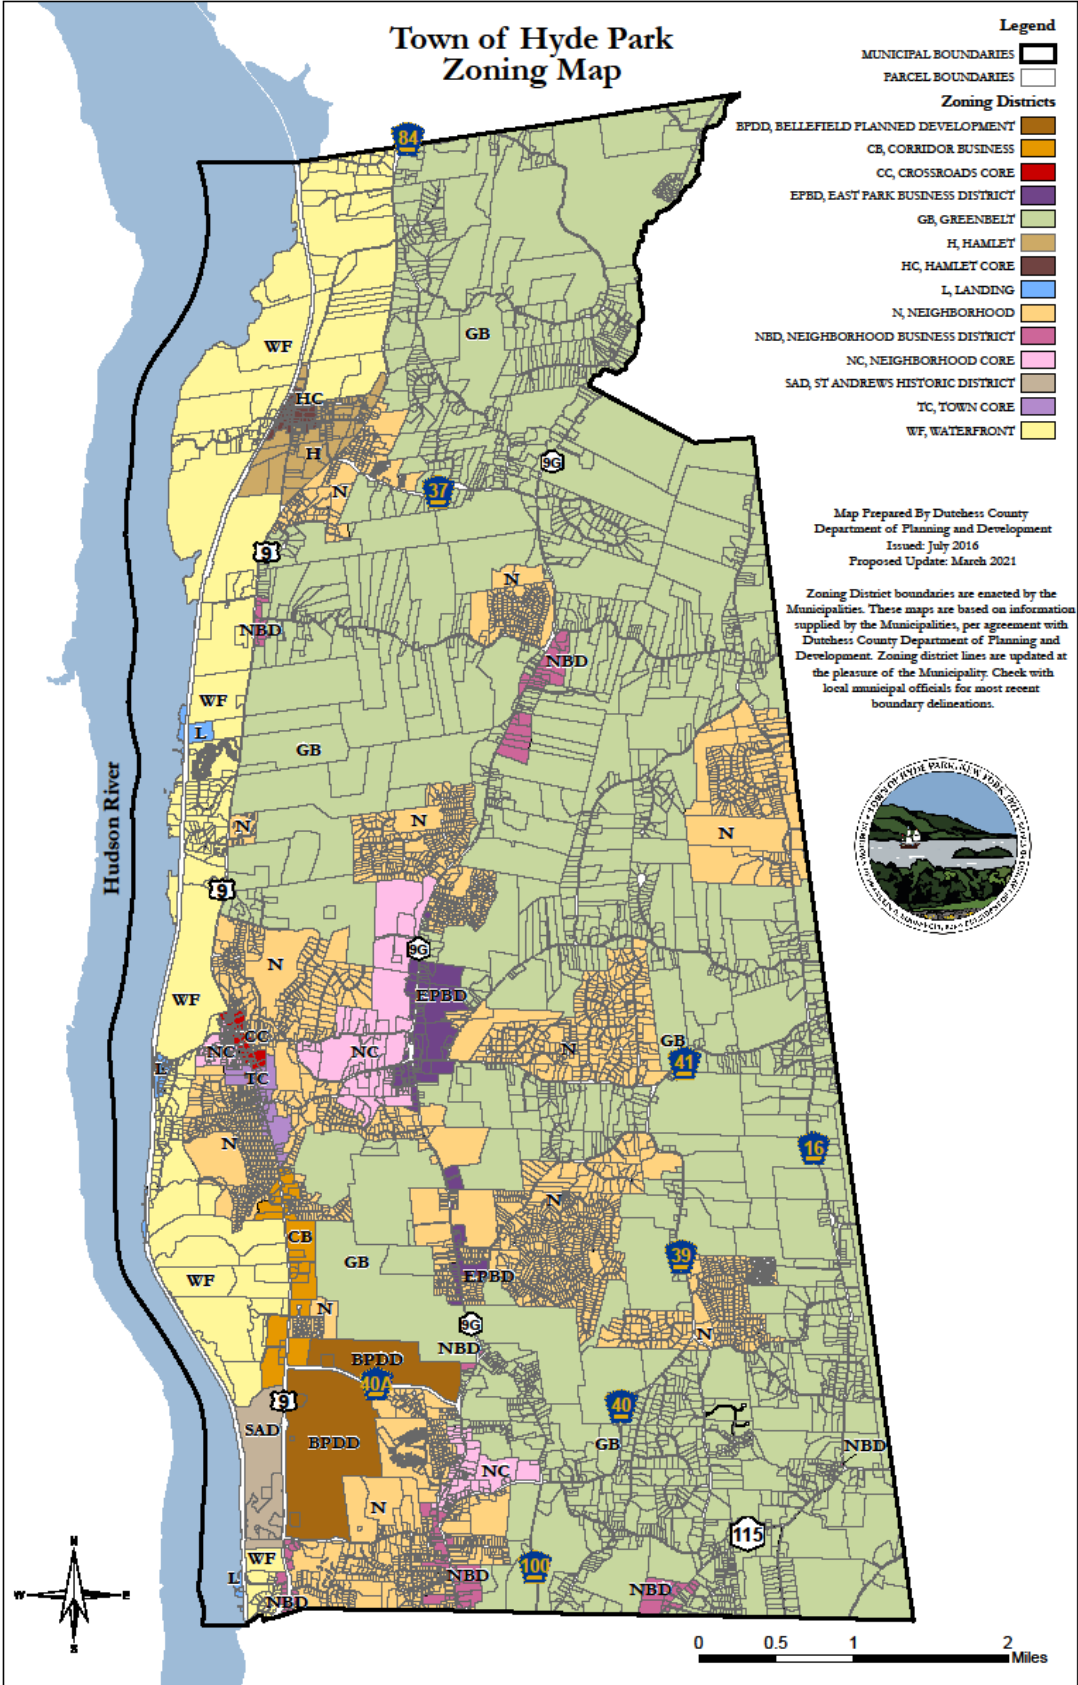 Town of Hyde Park
Zoning Map
Legend
MUNICIPAL BOUNDARIES
PARCEL BOUNDARIES
Zoning Districts
BPDD, BELLEFIELD PLANNED DEVELOPMENT
CB, CORRIDOR BUSINESS
CC, CROSSROADS CORE
EPBD, EAST PARK BUSINESS DISTRICT
GB, GREENBELT
H, HAMLET
HC, HAMLET CORE
L, LANDING
N, NEIGHBORHOOD
NBD, NEIGHBORHOOD BUSINESS DISTRICT
NC, NEIGHBORHOOD CORE
SAD, ST ANDREWS HISTORIC DISTRICT
TC, TOWN CORE
WF, WATERFRONT
Map Prepared By Dutchess County
Department of Planning and Development
Issued: July 2016
Proposed Update: March 2021
Zoning District boundaries are enacted by the
Municipalities. These maps are based on information
supplied by the Municipalities, per agreement with
Dutchess County Department of Planning and
Development. Zoning district lines are updated at
the pleasure of the Municipality. Check with
local municipal officials for most recent
boundary delineations.
TOWN OF HYDE PARK, NEW YORK 1821
84
GB
WF
HC
H
9G
N
37
9
N
NBD
NBD
WF
L
GB
Hudson River
N
N
N
9
9G
N
EPBD
WF
CC
GB
NC
NC
N
41
L
TC
N
16
N
CB
39
GB
WF
EPBD
N
9G
N
NBD
BPDD
40A
9
40
SAD
BPDD
GB
NBD
NC
N
115
WF
100
L
NBD
NBD
NBD
N
W
E
S
0
0.5
1
2
Miles